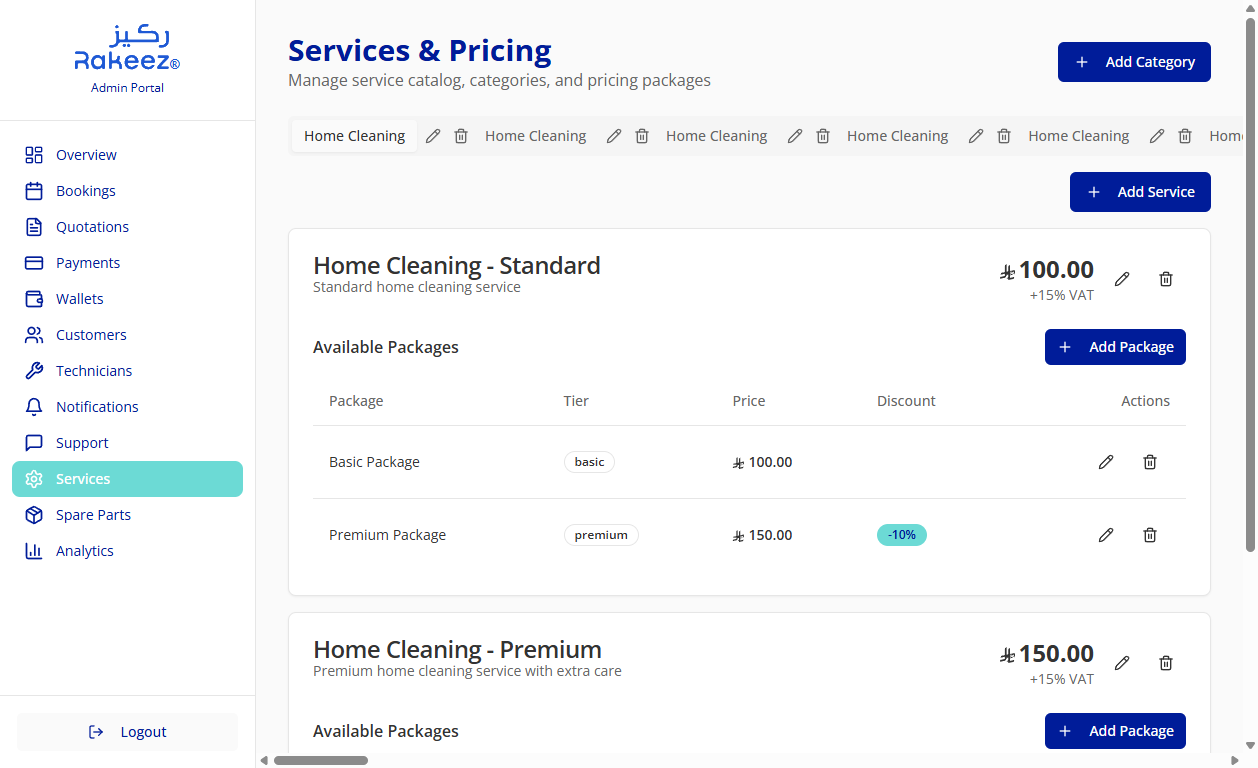 ركيز
Rakeez®
Admin Portal
Overview
Bookings
Quotations
Payments
Wallets
Customers
Technicians
Notifications
Support
Services
Spare Parts
Analytics
Logout
Services & Pricing
Manage service catalog, categories, and pricing packages
+ Add Category
Home Cleaning Home Cleaning Home Cleaning Home Cleaning Home Cleaning Hom
+ Add Service
Home Cleaning - Standard
Standard home cleaning service
100.00
+15% VAT
Available Packages
+ Add Package
Package Tier Price Discount Actions
Basic Package basic 100.00
Premium Package premium 150.00 -10%
Home Cleaning - Premium
Premium home cleaning service with extra care
150.00
+15% VAT
Available Packages
+ Add Package